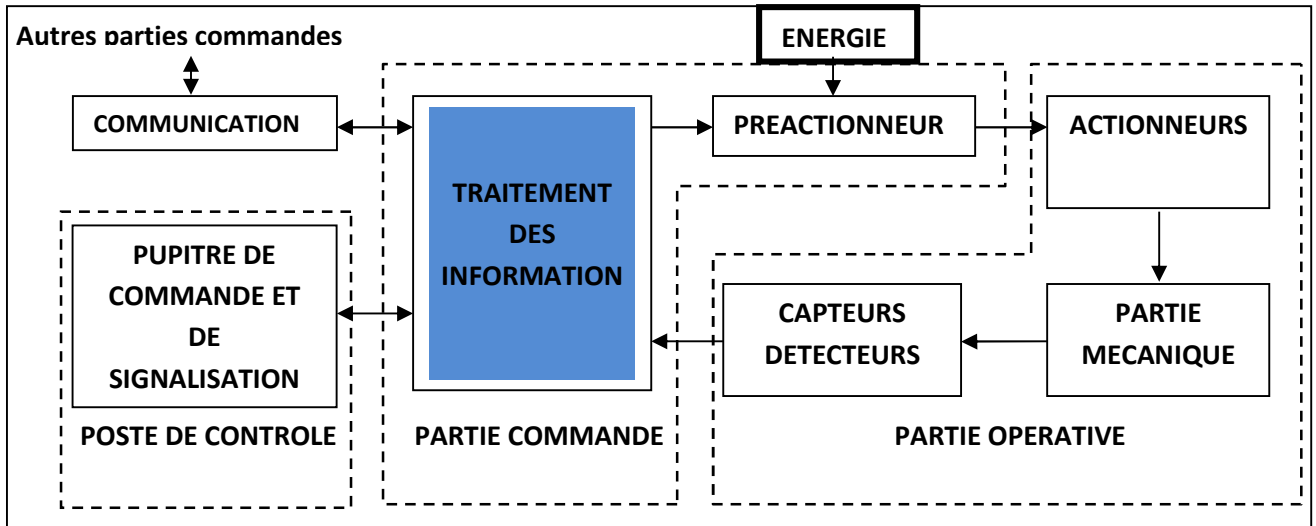 Autres parties commandes
ENERGIE
COMMUNICATION
PREACTIONNEUR
ACTIONNEURS
TRAITEMENT
DES
INFORMATION
PUPITRE DE
COMMANDE ET
DE
SIGNALISATION
CAPTEURS
DETECTEURS
PARTIE
MECANIQUE
POSTE DE CONTROLE
PARTIE COMMANDE
PARTIE OPERATIVE